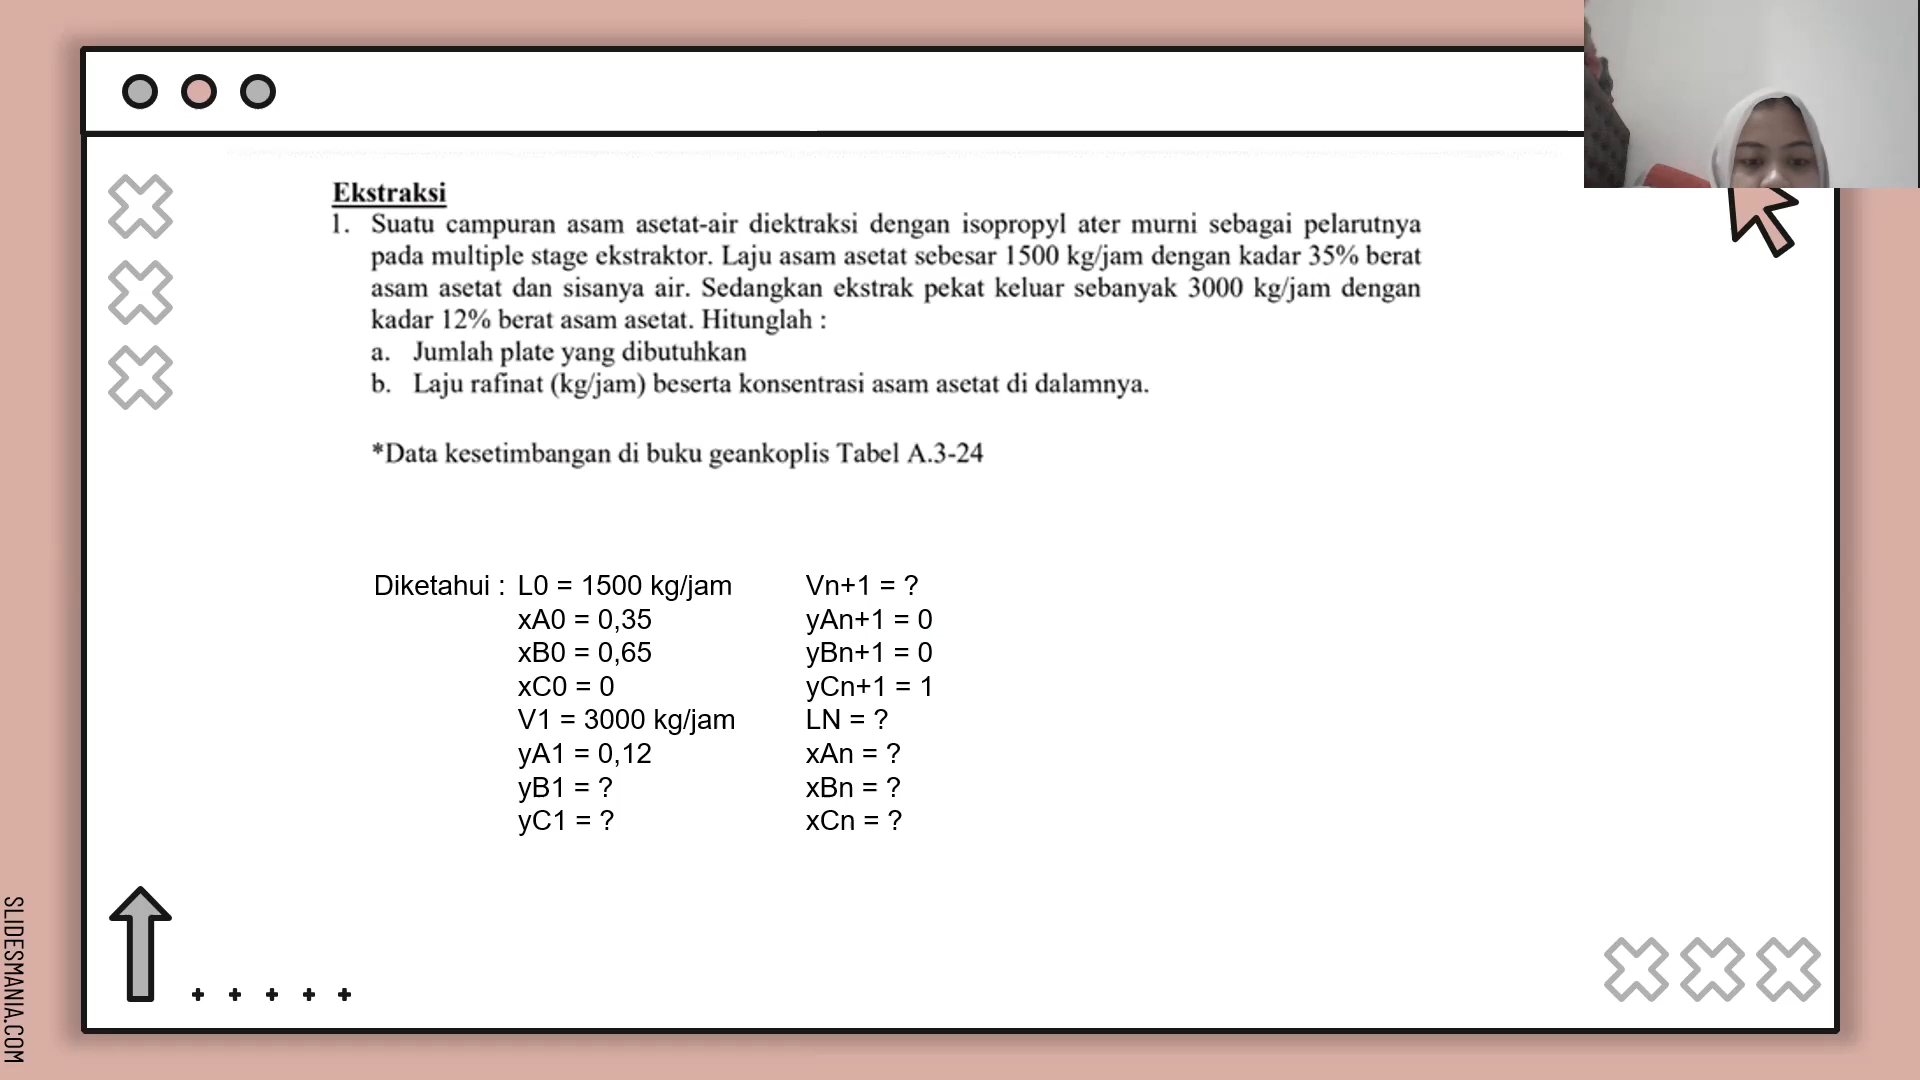 Ekstraksi
1. Suatu campuran asam asetat-air diektraksi dengan isopropyl ater murni sebagai pelarutnya
pada multiple stage ekstraktor. Laju asam asetat sebesar 1500 kg/jam dengan kadar 35% berat
asam asetat dan sisanya air. Sedangkan ekstrak pekat keluar sebanyak 3000 kg/jam dengan
kadar 12% berat asam asetat. Hitunglah :
a. Jumlah plate yang dibutuhkan
b. Laju rafinat (kg/jam) beserta konsentrasi asam asetat di dalamnya.
*Data kesetimbangan di buku geankoplis Tabel A.3-24
Diketahui : L0 = 1500 kg/jam
xA0 = 0,35
xB0 = 0,65
xC0 = 0
V1 = 3000 kg/jam
yA1 = 0,12
yB1 = ?
yC1 = ?
Vn+1 = ?
yAn+1 = 0
yBn+1 = 0
yCn+1 = 1
LN = ?
xAn = ?
xBn = ?
xCn = ?
SLIDESMANIA.COM